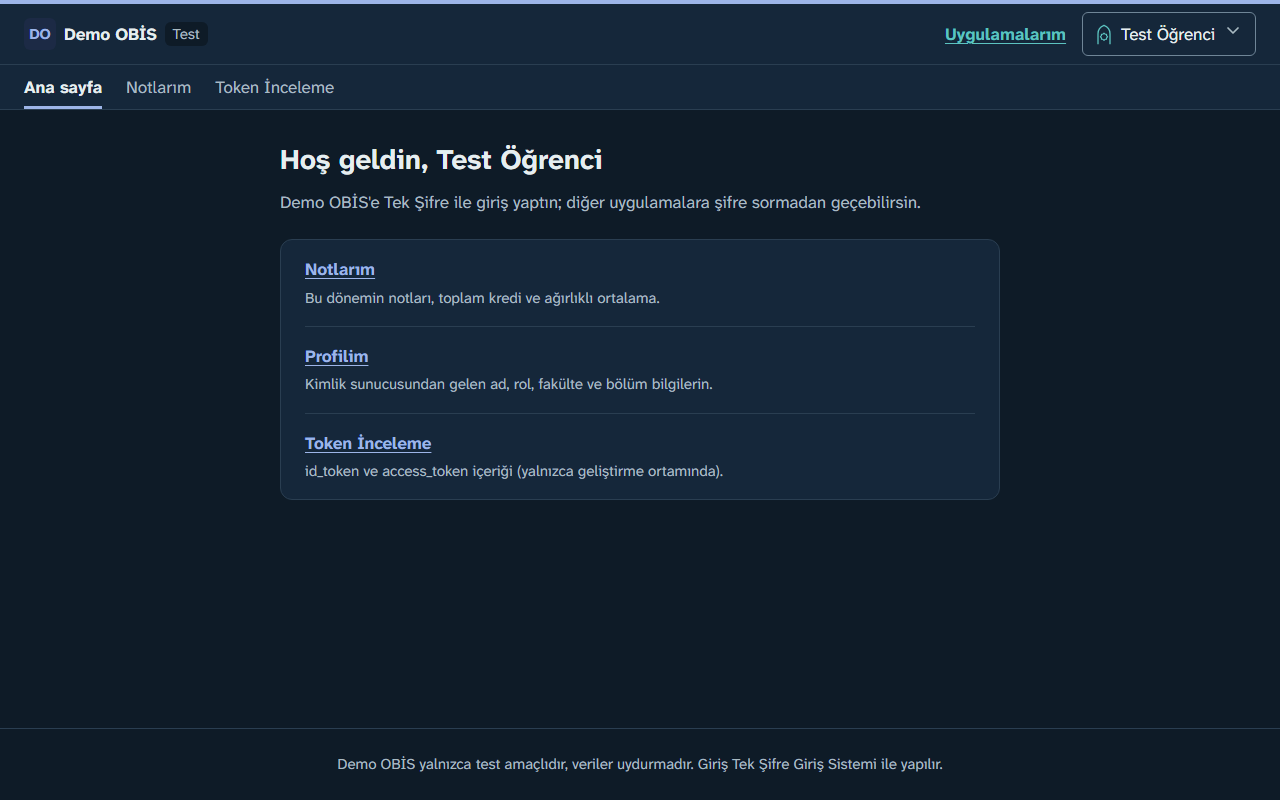 DO Demo OBİS Test Uygulamalarım Test Öğrenci
Ana sayfa Notlarım Token İnceleme
Hoş geldin, Test Öğrenci
Demo OBİS'e Tek Şifre ile giriş yaptın; diğer uygulamalara şifre sormadan geçebilirsin.
Notlarım
Bu dönemin notları, toplam kredi ve ağırlıklı ortalama.
Profilim
Kimlik sunucusundan gelen ad, rol, fakülte ve bölüm bilgilerin.
Token İnceleme
id_token ve access_token içeriği (yalnızca geliştirme ortamında).
Demo OBİS yalnızca test amaçlıdır, veriler uydurmadır. Giriş Tek Şifre Giriş Sistemi ile yapılır.